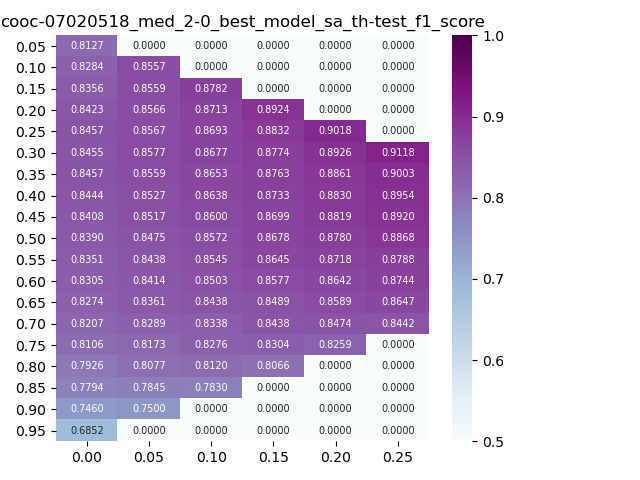 cooc-07020518_med_2-0_best_model_sa_th-test_f1_score
0.05 0.8127 0.0000 0.0000 0.0000 0.0000 0.0000
0.10 0.8284 0.8557 0.0000 0.0000 0.0000 0.0000
0.15 0.8356 0.8559 0.8782 0.0000 0.0000 0.0000
0.20 0.8423 0.8566 0.8713 0.8924 0.0000 0.0000
0.25 0.8457 0.8567 0.8693 0.8832 0.9018 0.0000
0.30 0.8455 0.8577 0.8677 0.8774 0.8926 0.9118
0.35 0.8457 0.8559 0.8653 0.8763 0.8861 0.9003
0.40 0.8444 0.8527 0.8638 0.8733 0.8830 0.8954
0.45 0.8408 0.8517 0.8600 0.8699 0.8819 0.8920
0.50 0.8390 0.8475 0.8572 0.8678 0.8780 0.8868
0.55 0.8351 0.8438 0.8545 0.8645 0.8718 0.8788
0.60 0.8305 0.8414 0.8503 0.8577 0.8642 0.8744
0.65 0.8274 0.8361 0.8438 0.8489 0.8589 0.8647
0.70 0.8207 0.8289 0.8338 0.8438 0.8474 0.8442
0.75 0.8106 0.8173 0.8276 0.8304 0.8259 0.0000
0.80 0.7926 0.8077 0.8120 0.8066 0.0000 0.0000
0.85 0.7794 0.7845 0.7830 0.0000 0.0000 0.0000
0.90 0.7460 0.7500 0.0000 0.0000 0.0000 0.0000
0.95 0.6852 0.0000 0.0000 0.0000 0.0000 0.0000
0.00 0.05 0.10 0.15 0.20 0.25
1.0
0.9
0.8
0.7
0.6
0.5